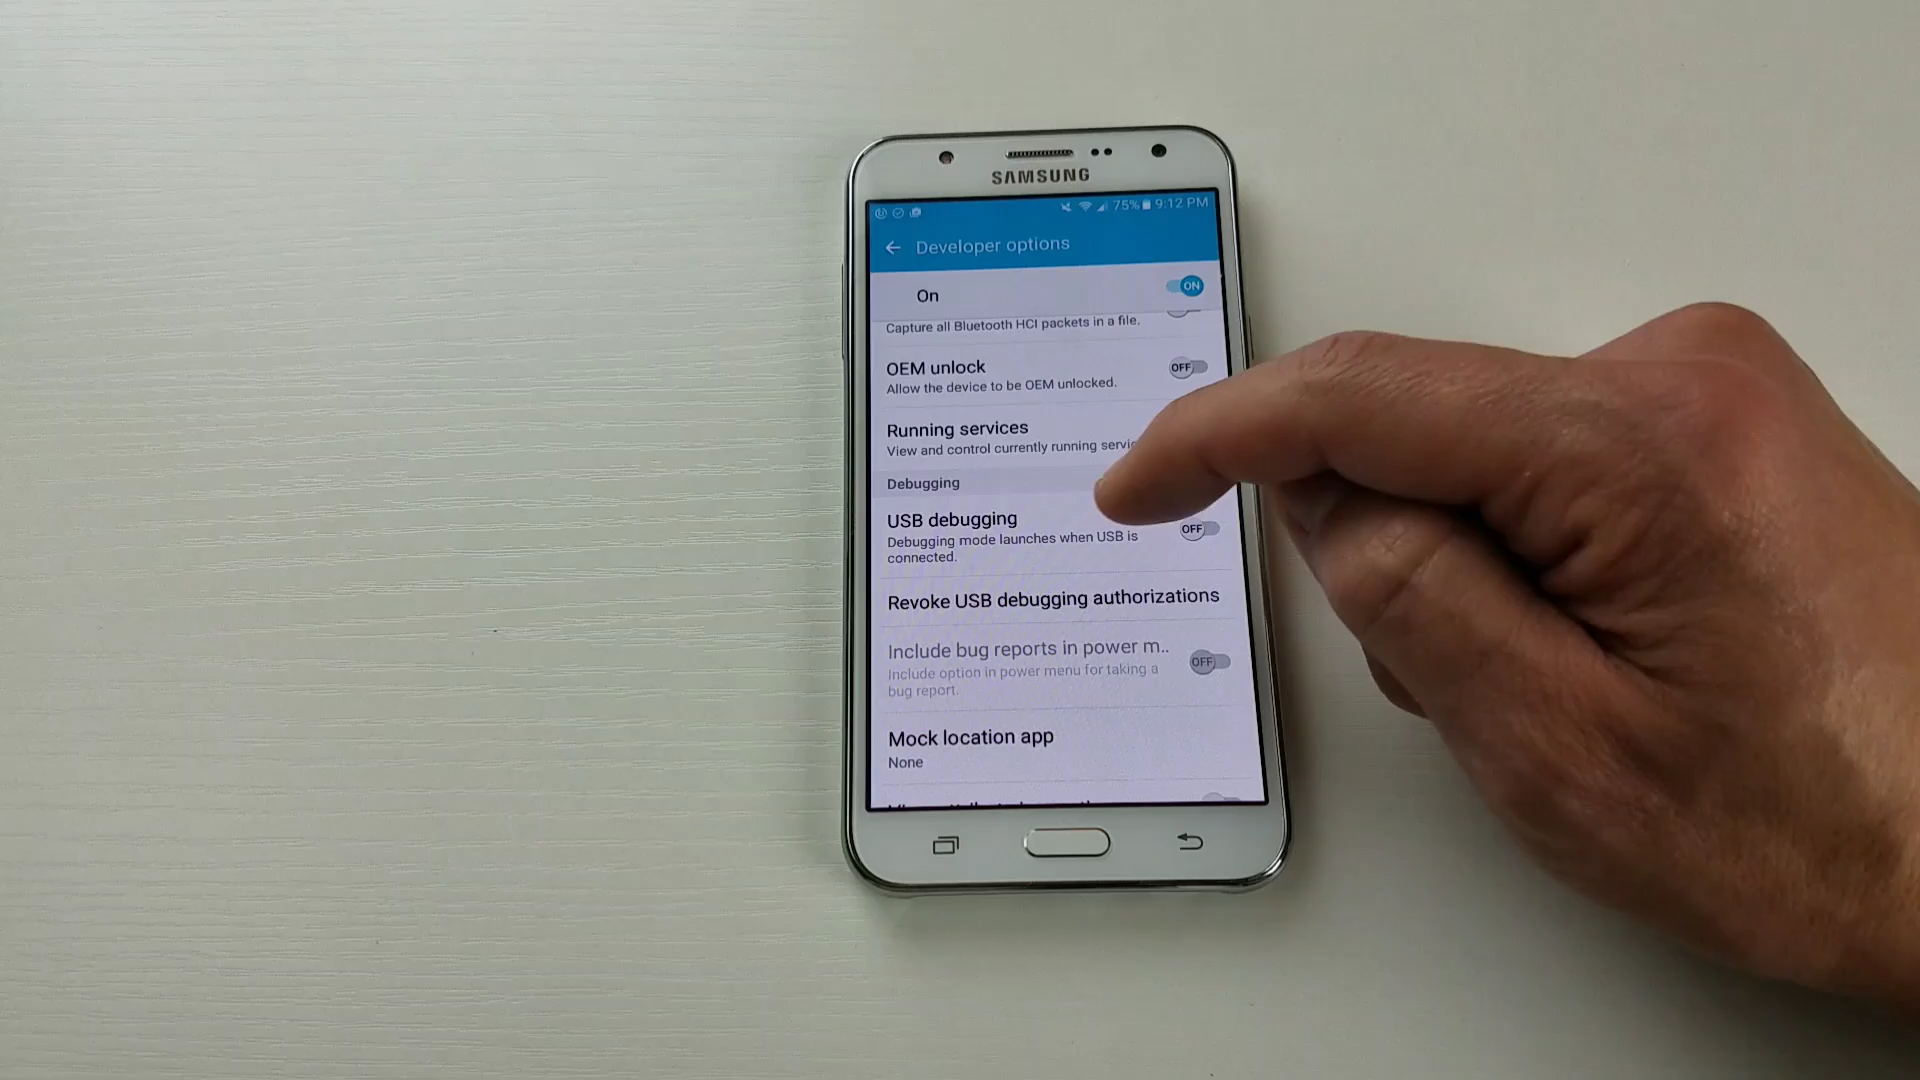 SAMSUNG
75% 9:12 PM
Developer options
On
ON
Capture all Bluetooth HCI packets in a file.
OEM unlock
OFF
Allow the device to be OEM unlocked.
Running services
View and control currently running
Debugging
USB debugging
OFF
Debugging mode launches when USB is
connected.
Revoke USB debugging authorizations
Include bug reports in power m..
OFF
Include option in power menu for taking a
bug report.
Mock location app
None